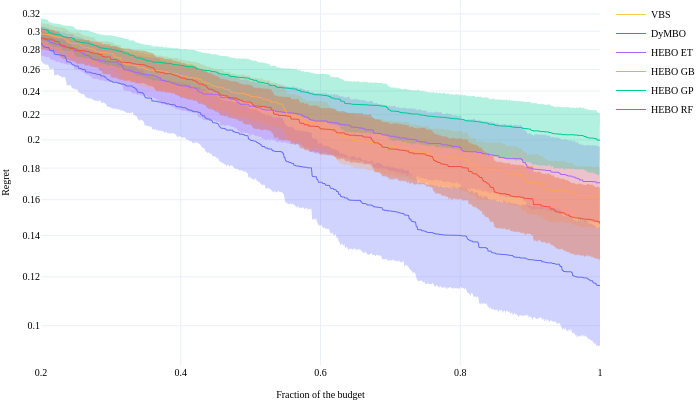 0.32
0.3
0.28
0.26
0.24
0.22
0.2
0.18
0.16
0.14
0.12
0.1
Regret
0.2
0.4
0.6
0.8
1
Fraction of the budget
VBS
DyMBO
HEBO ET
HEBO GB
HEBO GP
HEBO RF